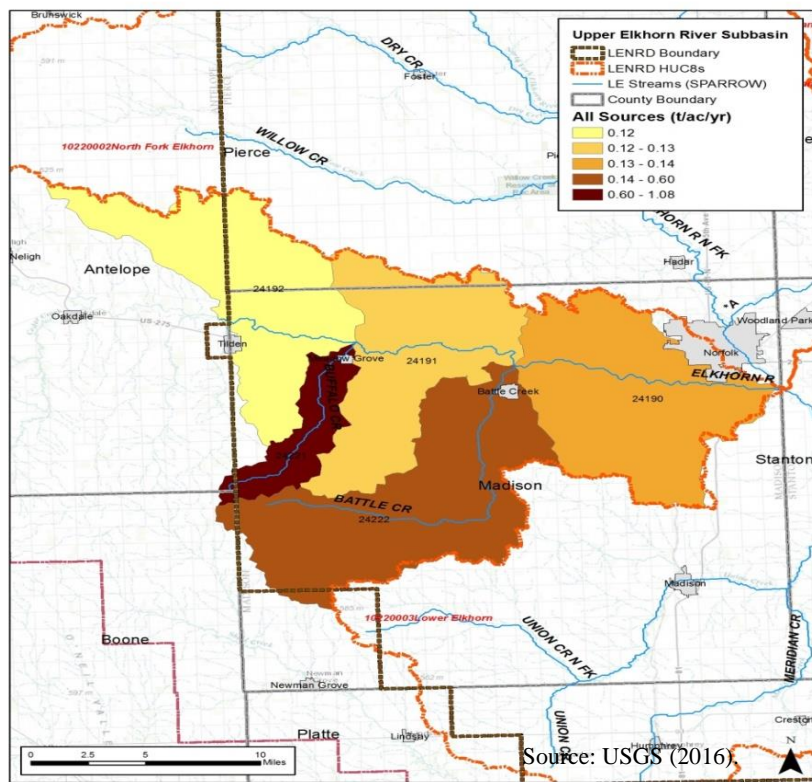 Upper Elkhorn River Subbasin
LENRD Boundary
LENRD HUC8s
LE Streams (SPARROW)
County Boundary
All Sources (t/ac/yr)
0.12
0.12 - 0.13
0.13 - 0.14
0.14 - 0.60
0.60 - 1.08
Brunswick
DRY CR
Foster
10220002North Fork Elkhorn
WILLOW CR
Pierce
Hadar
Neligh
Antelope
24192
Woodland Park
Oakdale
US-275
Tilden
Norfolk
24191
ELKHORN R
Battle Creek
24190
Stanton
Madison
BATTLE CR
24222
Madison
10220003Lower Elkhorn
Boone
UNION CR N FK
MERIDIAN CR
Newman Grove
UNION CR
Platte
Lindsay
Humphrey
Creston
Source: USGS (2016).
0 2.5 5 10
Miles
N